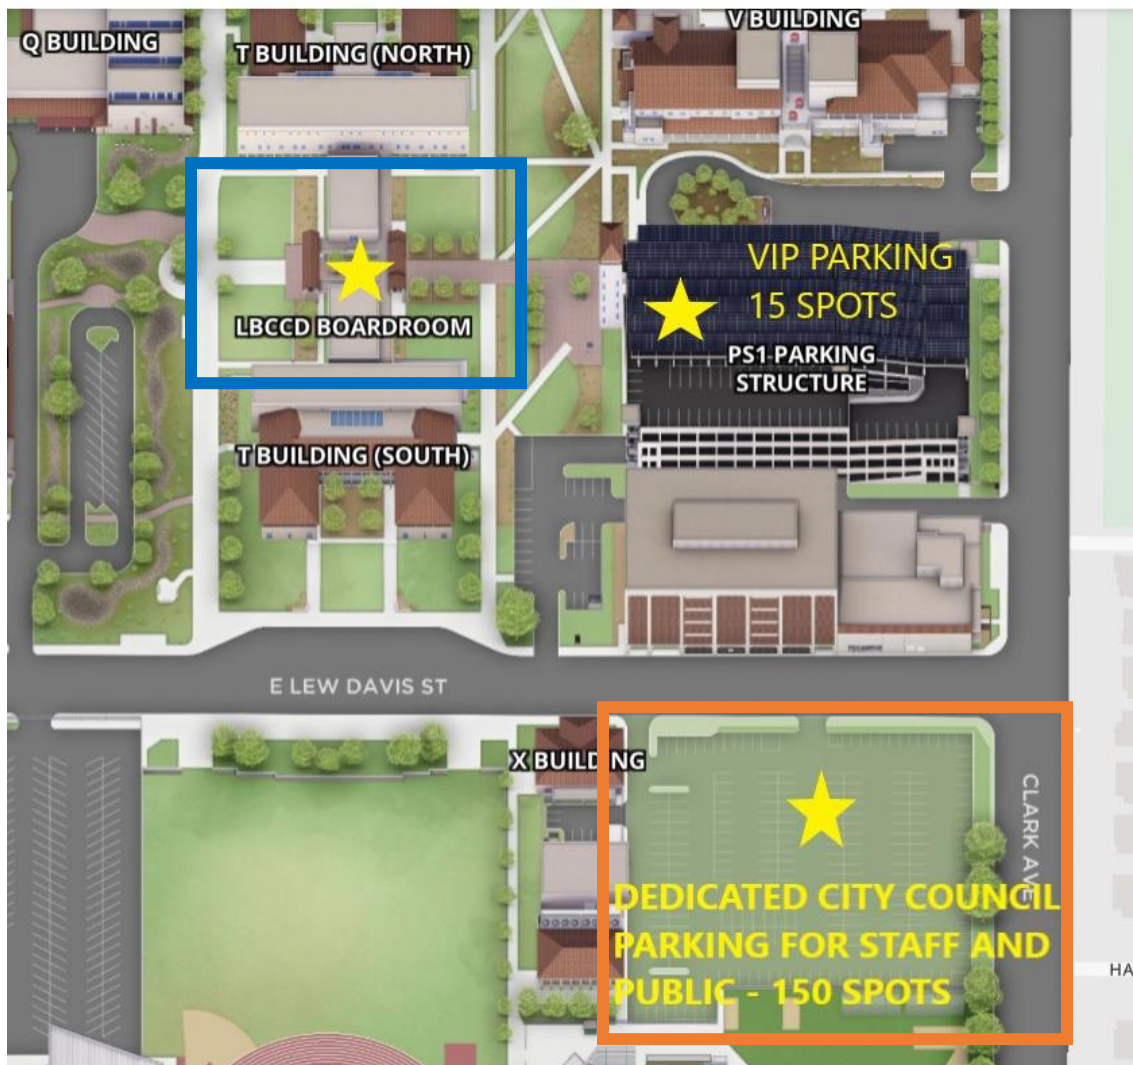 V BUILDING
Q BUILDING
T BUILDING (NORTH)
VIP PARKING
15 SPOTS
LBCCD BOARDROOM
PS1 PARKING
STRUCTURE
T BUILDING (SOUTH)
E LEW DAVIS ST
X BUILDING
CLARK AVE
DEDICATED CITY COUNCIL
PARKING FOR STAFF AND
PUBLIC - 150 SPOTS
HA